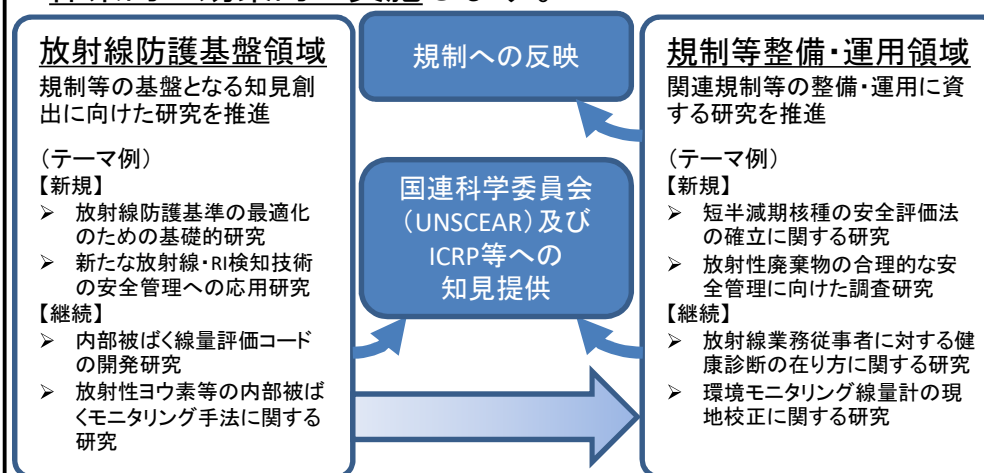 放射線防護基盤領域
規制等の基盤となる知見創
出に向けた研究を推進
（テーマ例）
【新規】
➢ 放射線防護基準の最適化
のための基礎的研究
➢ 新たな放射線・RI検知技術
の安全管理への応用研究
【継続】
➢ 内部被ばく線量評価コード
の開発研究
➢ 放射性ヨウ素等の内部被ば
くモニタリング手法に関する
研究
規制への反映
国連科学委員会
（UNSCEAR）及び
ICRP等への
知見提供
規制等整備・運用領域
関連規制等の整備・運用に資
する研究を推進
（テーマ例）
【新規】
➢ 短半減期核種の安全評価法
の確立に関する研究
➢ 放射性廃棄物の合理的な安
全管理に向けた調査研究
【継続】
➢ 放射線業務従事者に対する健
康診断の在り方に関する研究
➢ 環境モニタリング線量計の現
地校正に関する研究